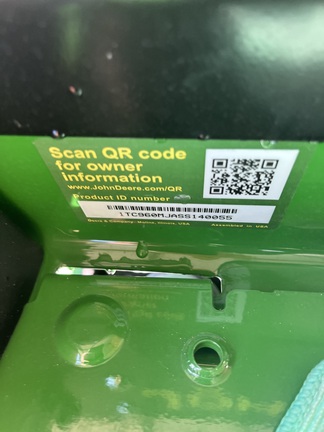 Scan QR code
for owner
information
www.JohnDeere.com/QR
Product ID number
1TC960MJASS140055
Deere & Company, Moline, Illinois, USA
Assembled in USA